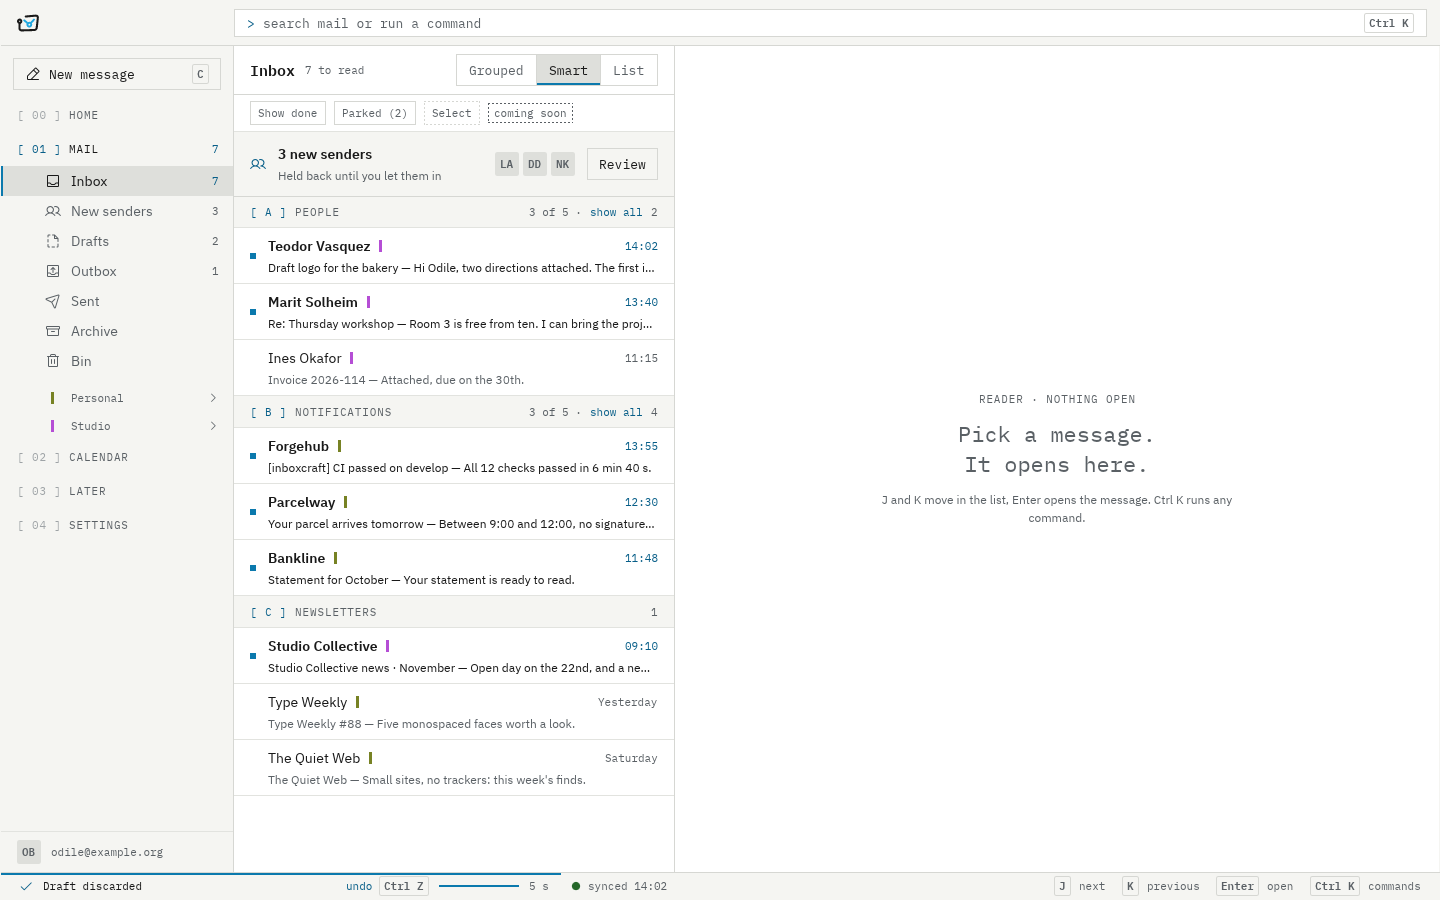 > search mail or run a command Ctrl K
New message C
[ 00 ] HOME
[ 01 ] MAIL 7
Inbox 7
New senders 3
Drafts 2
Outbox 1
Sent
Archive
Bin
Personal
Studio
[ 02 ] CALENDAR
[ 03 ] LATER
[ 04 ] SETTINGS
OB odile@example.org
Inbox 7 to read Grouped Smart List
Show done Parked (2) Select coming soon
3 new senders
Held back until you let them in
LA DD NK Review
[ A ] PEOPLE 3 of 5 · show all 2
Teodor Vasquez 14:02
Draft logo for the bakery — Hi Odile, two directions attached. The first i…
Marit Solheim 13:40
Re: Thursday workshop — Room 3 is free from ten. I can bring the proj…
Ines Okafor 11:15
Invoice 2026-114 — Attached, due on the 30th.
[ B ] NOTIFICATIONS 3 of 5 · show all 4
Forgehub 13:55
[inboxcraft] CI passed on develop — All 12 checks passed in 6 min 40 s.
Parcelway 12:30
Your parcel arrives tomorrow — Between 9:00 and 12:00, no signature…
Bankline 11:48
Statement for October — Your statement is ready to read.
[ C ] NEWSLETTERS 1
Studio Collective 09:10
Studio Collective news · November — Open day on the 22nd, and a ne…
Type Weekly Yesterday
Type Weekly #88 — Five monospaced faces worth a look.
The Quiet Web Saturday
The Quiet Web — Small sites, no trackers: this week's finds.
READER · NOTHING OPEN
Pick a message.
It opens here.
J and K move in the list, Enter opens the message. Ctrl K runs any
command.
Draft discarded undo Ctrl Z 5 s synced 14:02 J next K previous Enter open Ctrl K commands